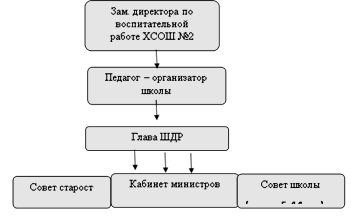 Зам. директора по
воспитательной
работе ХСОШ №2
Педагог – организатор
школы
Глава ШДР
Совет старост
Кабинет министров
Совет школы